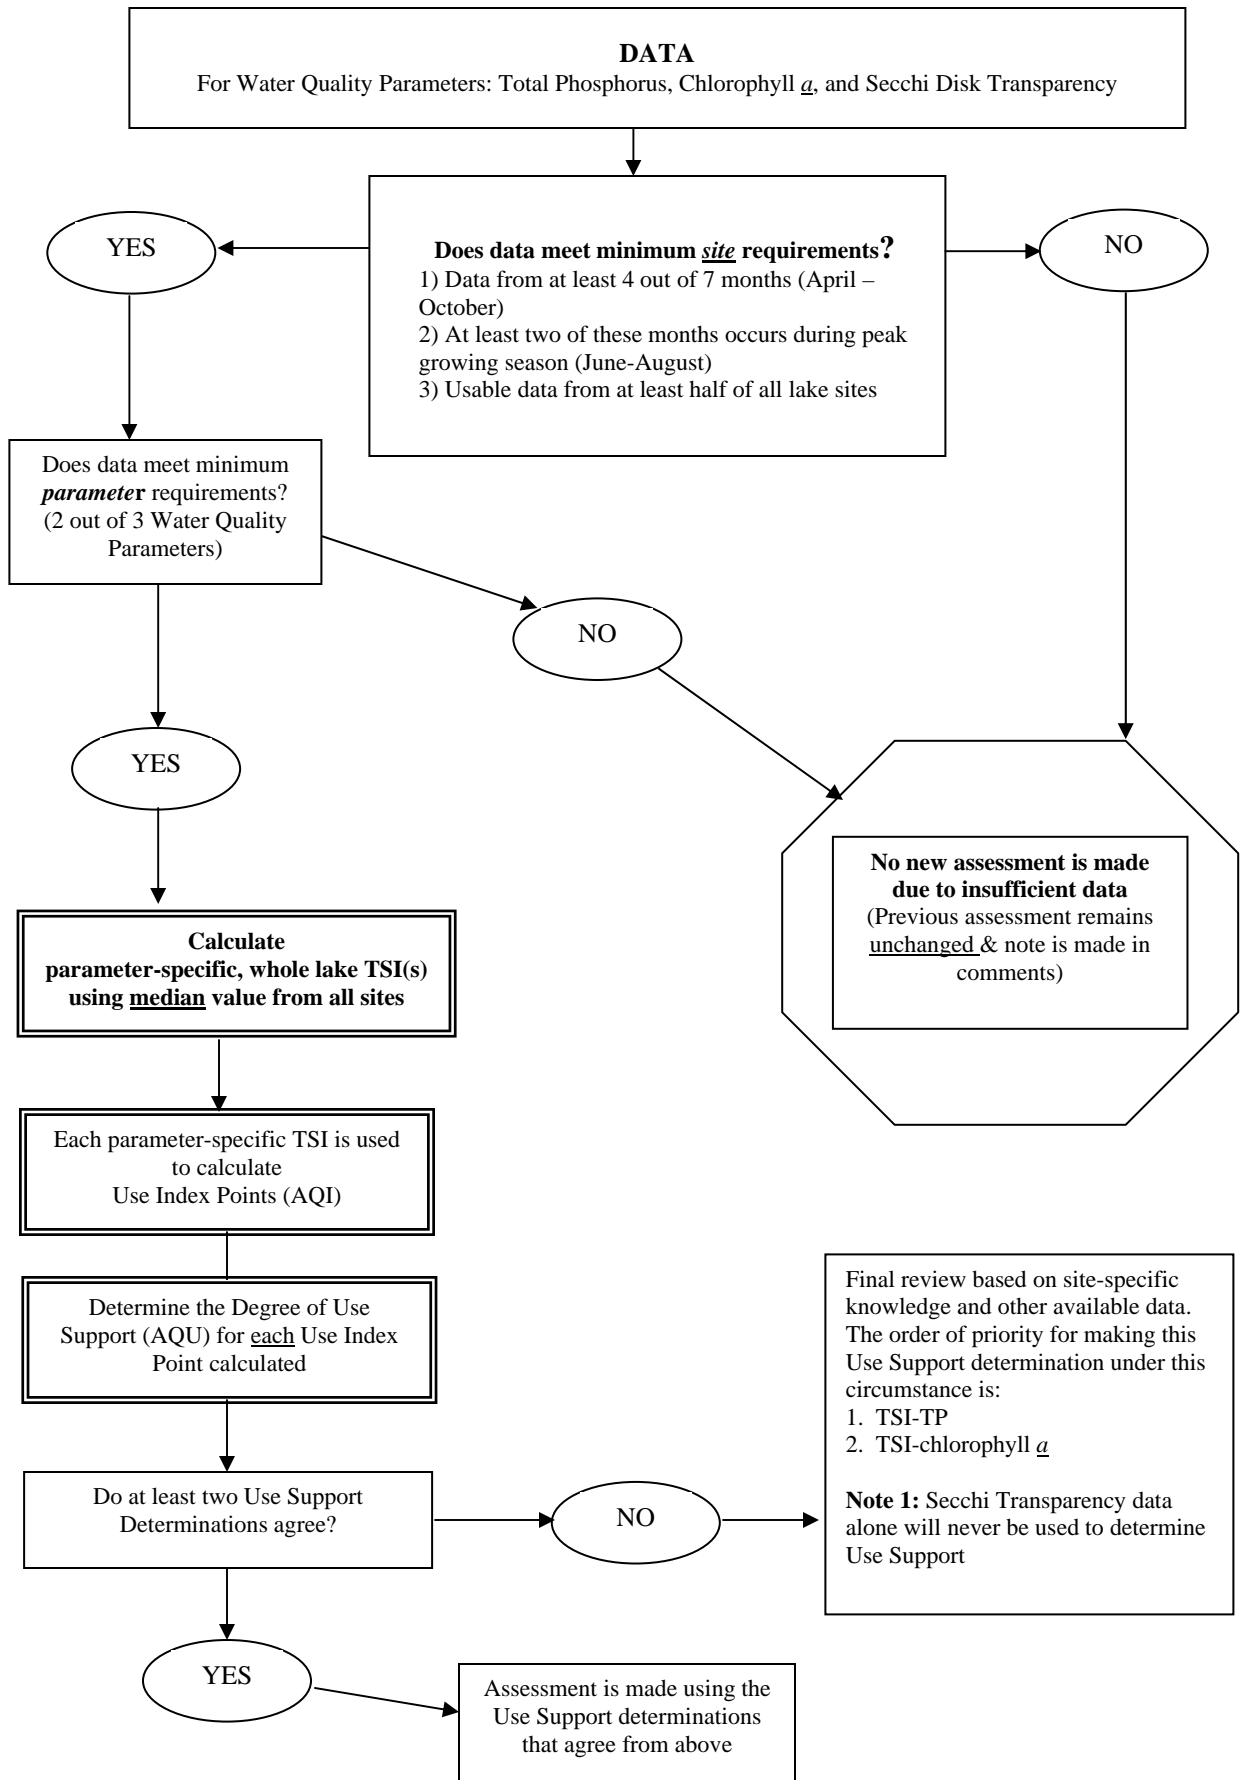 DATA
For Water Quality Parameters: Total Phosphorus, Chlorophyll a, and Secchi Disk Transparency
YES
Does data meet minimum site requirements?
1) Data from at least 4 out of 7 months (April –
October)
2) At least two of these months occurs during peak
growing season (June-August)
3) Usable data from at least half of all lake sites
NO
Does data meet minimum
parameter requirements?
(2 out of 3 Water Quality
Parameters)
NO
YES
No new assessment is made
due to insufficient data
(Previous assessment remains
unchanged & note is made in
comments)
Calculate
parameter-specific, whole lake TSI(s)
using median value from all sites
Each parameter-specific TSI is used
to calculate
Use Index Points (AQI)
Determine the Degree of Use
Support (AQU) for each Use Index
Point calculated
Final review based on site-specific
knowledge and other available data.
The order of priority for making this
Use Support determination under this
circumstance is:
1. TSI-TP
2. TSI-chlorophyll a
Note 1: Secchi Transparency data
alone will never be used to determine
Use Support
Do at least two Use Support
Determinations agree?
NO
YES
Assessment is made using the
Use Support determinations
that agree from above